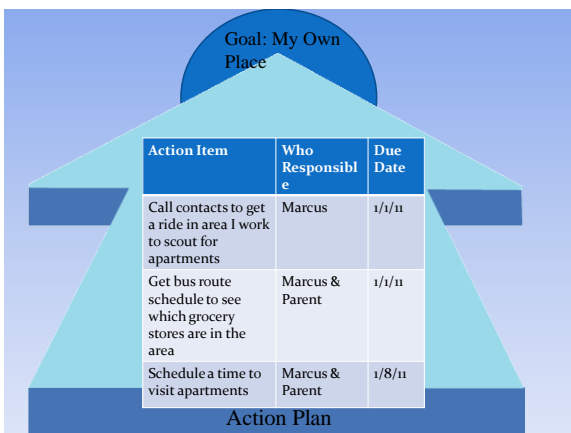 Goal: My Own
Place
Action Item Who Responsibl e Due Date
Call contacts to get a ride in area I work to scout for apartments Marcus 1/1/11
Get bus route schedule to see which grocery stores are in the area Marcus & Parent 1/1/11
Schedule a time to visit apartments Marcus & Parent 1/8/11
Action Plan